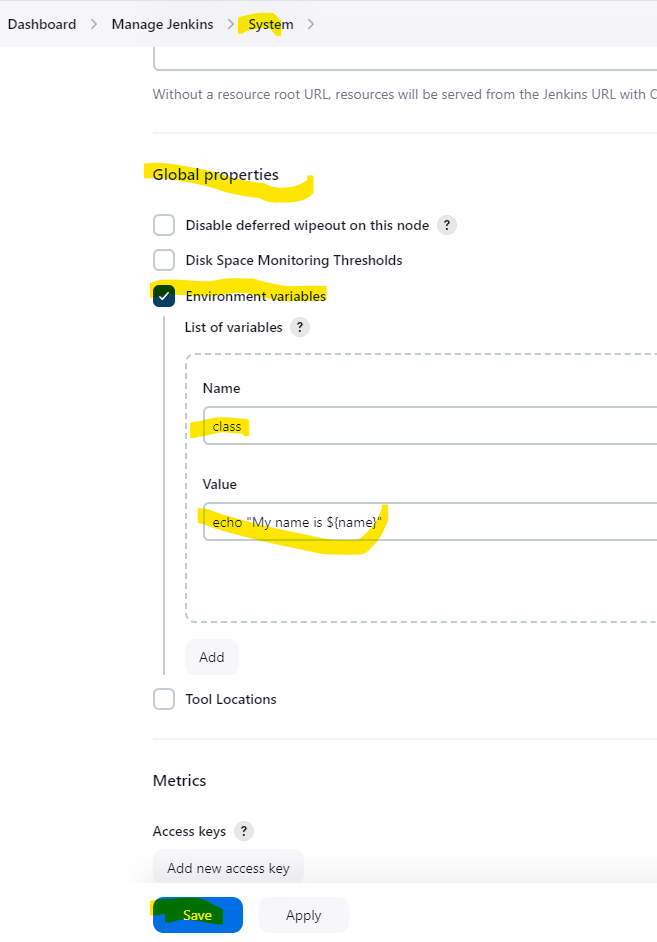 Dashboard > Manage Jenkins > System >
Without a resource root URL, resources will be served from the Jenkins URL with
Global properties
Disable deferred wipeout on this node ?
Disk Space Monitoring Thresholds
Environment variables
List of variables ?
Name
class
Value
echo "My name is ${name}"
Add
Tool Locations
Metrics
Access keys ?
Add new access key
Save Apply